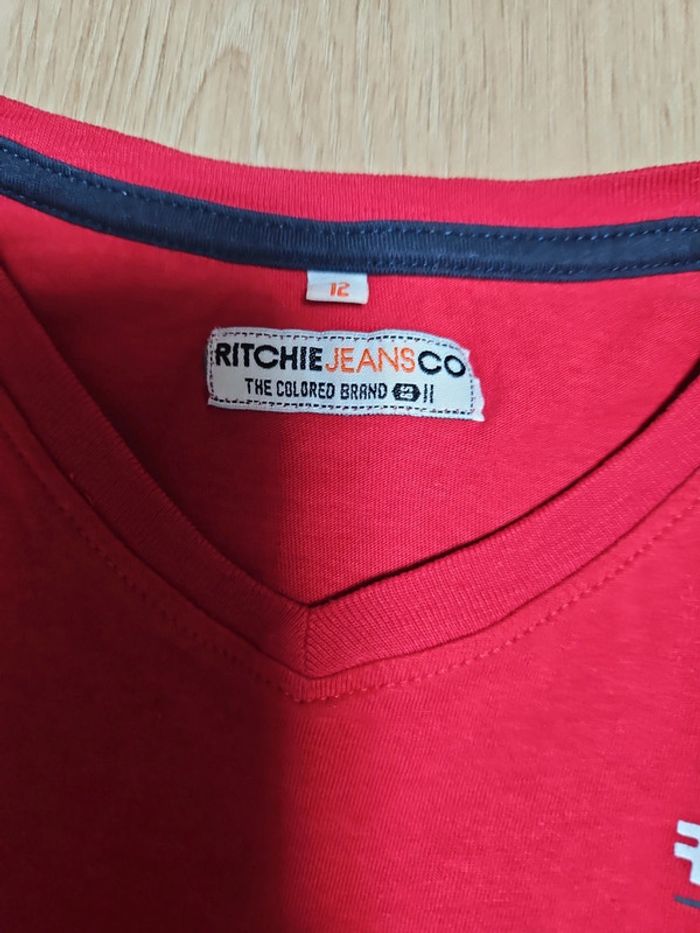 12
RITCHIEJEANSCO
THE COLORED BRAND